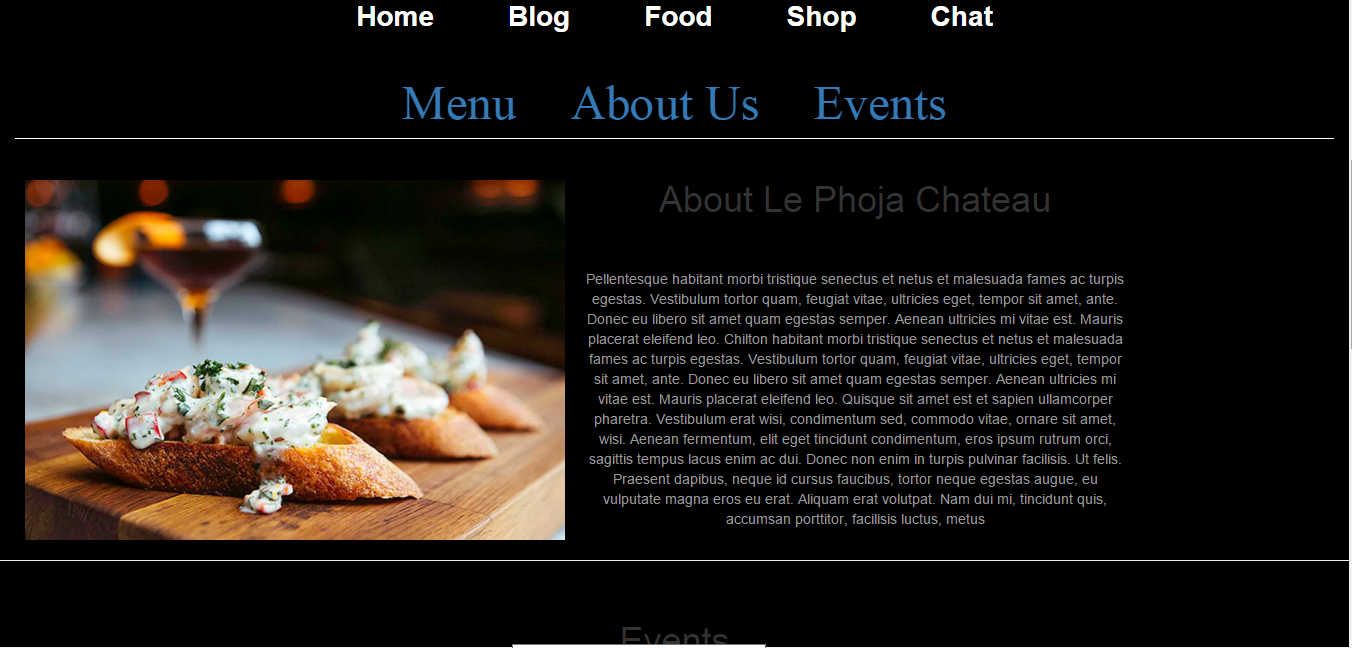 Home Blog Food Shop Chat
Menu About Us Events
About Le Phoja Chateau
Pellentesque habitant morbi tristique senectus et netus et malesuada fames ac turpis
egestas. Vestibulum tortor quam, feugiat vitae, ultricies eget, tempor sit amet, ante.
Donec eu libero sit amet quam egestas semper. Aenean ultricies mi vitae est. Mauris
placerat eleifend leo. Chilton habitant morbi tristique senectus et netus et malesuada
fames ac turpis egestas. Vestibulum tortor quam, feugiat vitae, ultricies eget, tempor
sit amet, ante. Donec eu libero sit amet quam egestas semper. Aenean ultricies mi
vitae est. Mauris placerat eleifend leo. Quisque sit amet est et sapien ullamcorper
pharetra. Vestibulum erat wisi, condimentum sed, commodo vitae, ornare sit amet,
wisi. Aenean fermentum, elit eget tincidunt condimentum, eros ipsum rutrum orci,
sagittis tempus lacus enim ac dui. Donec non enim in turpis pulvinar facilisis. Ut felis.
Praesent dapibus, neque id cursus faucibus, tortor neque egestas augue, eu
vulputate magna eros eu erat. Aliquam erat volutpat. Nam dui mi, tincidunt quis,
accumsan porttitor, facilisis luctus, metus
Events